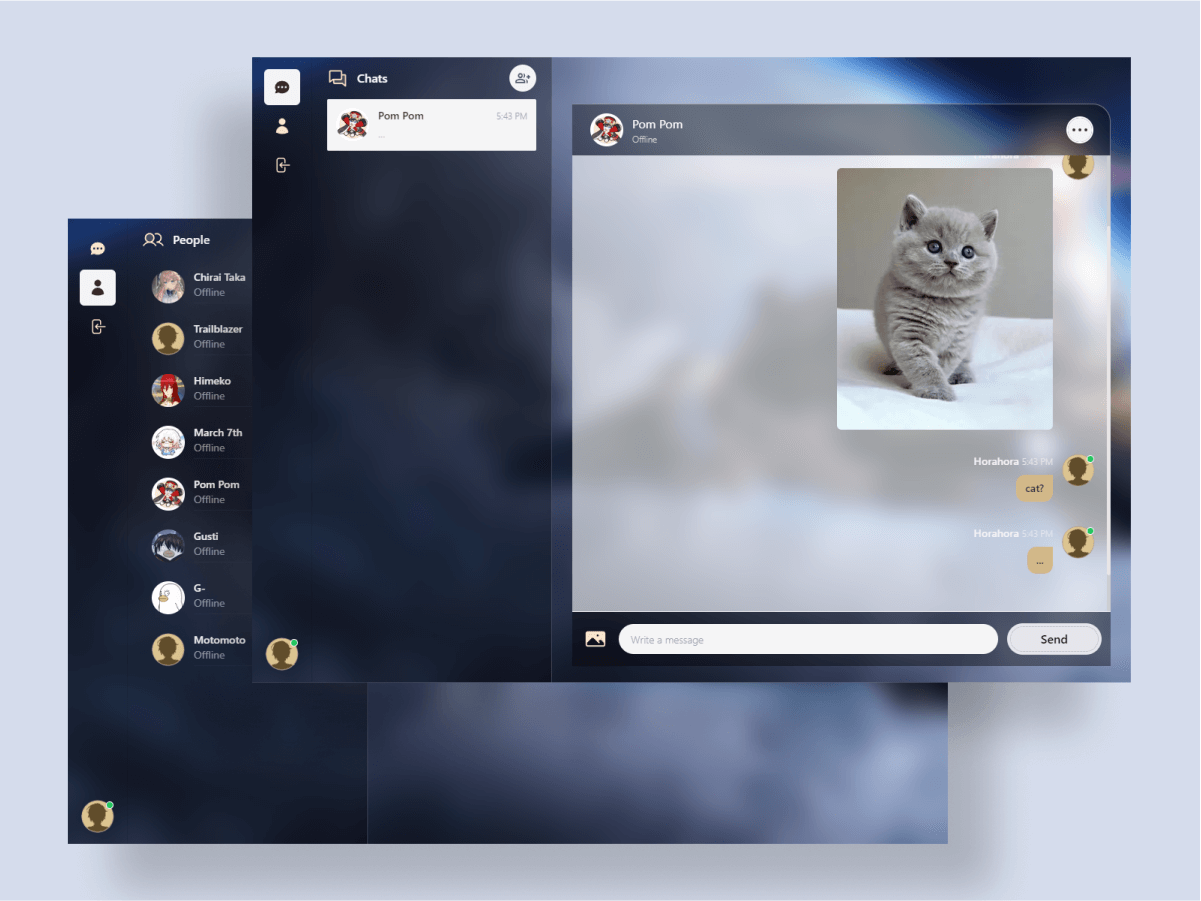 Chats
Pom Pom
5:43 PM
...
Pom Pom
Offline
Horahora 5:43 PM
cat?
Horahora 5:43 PM
...
Write a message
Send
People
Chirai Taka
Offline
Trailblazer
Offline
Himeko
Offline
March 7th
Offline
Pom Pom
Offline
Gusti
Offline
G-
Offline
Motomoto
Offline